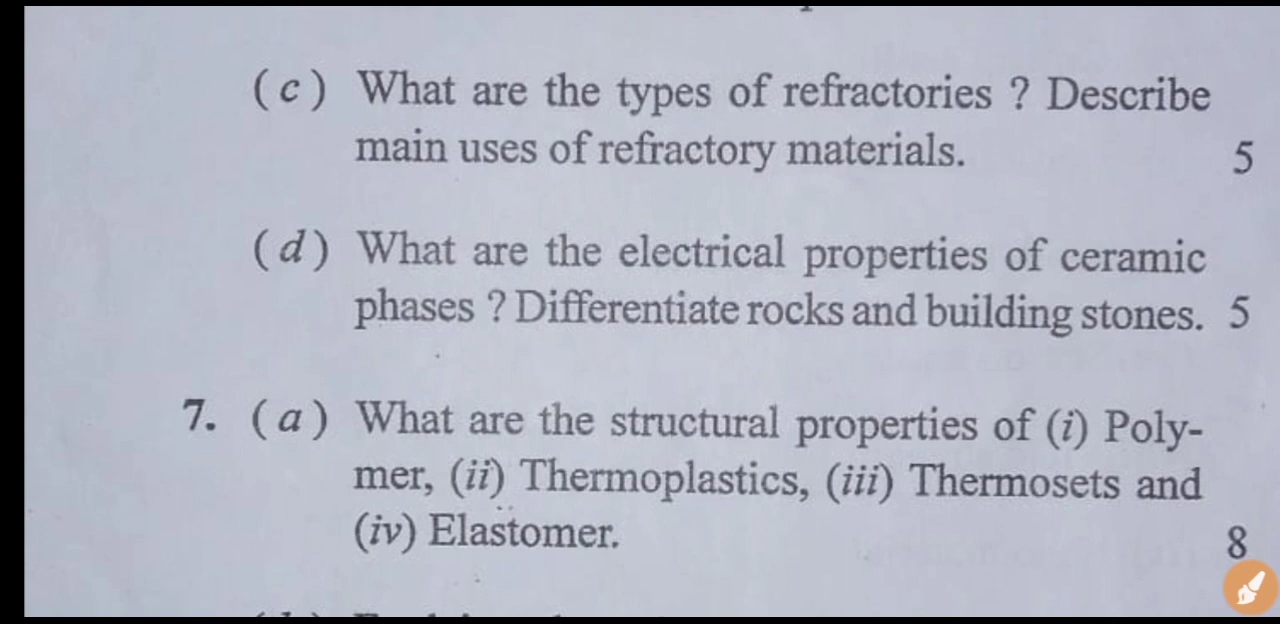 (c) What are the types of refractories ? Describe
main uses of refractory materials. 5
(d) What are the electrical properties of ceramic
phases ? Differentiate rocks and building stones. 5
7. (a) What are the structural properties of (i) Poly-
mer, (ii) Thermoplastics, (iii) Thermosets and
(iv) Elastomer. 8